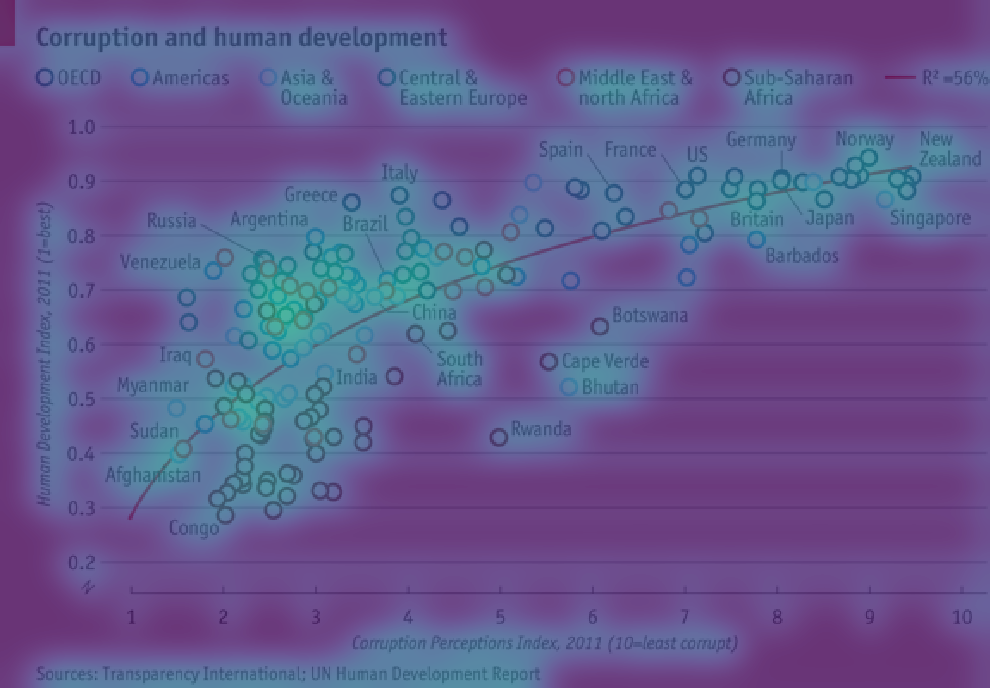 Corruption and human development
OECD Americas Asia & Oceania Central & Eastern Europe Middle East & north Africa Sub-Saharan Africa R² =56%
1.0
0.9
0.8
0.7
0.6
0.5
0.4
0.3
0.2
Human Development Index, 2011 (1=best)
Spain
France
US
Germany
Norway
New
Zealand
Italy
Greece
Russia
Argentina
Brazil
Britain
Japan
Singapore
Venezuela
Barbados
China
Botswana
Iraq
South
Africa
Cape Verde
Myanmar
India
Bhutan
Sudan
Rwanda
Afghanistan
Congo
1 2 3 4 5 6 7 8 9 10
Corruption Perceptions Index, 2011 (10=least corrupt)
Sources: Transparency International; UN Human Development Report